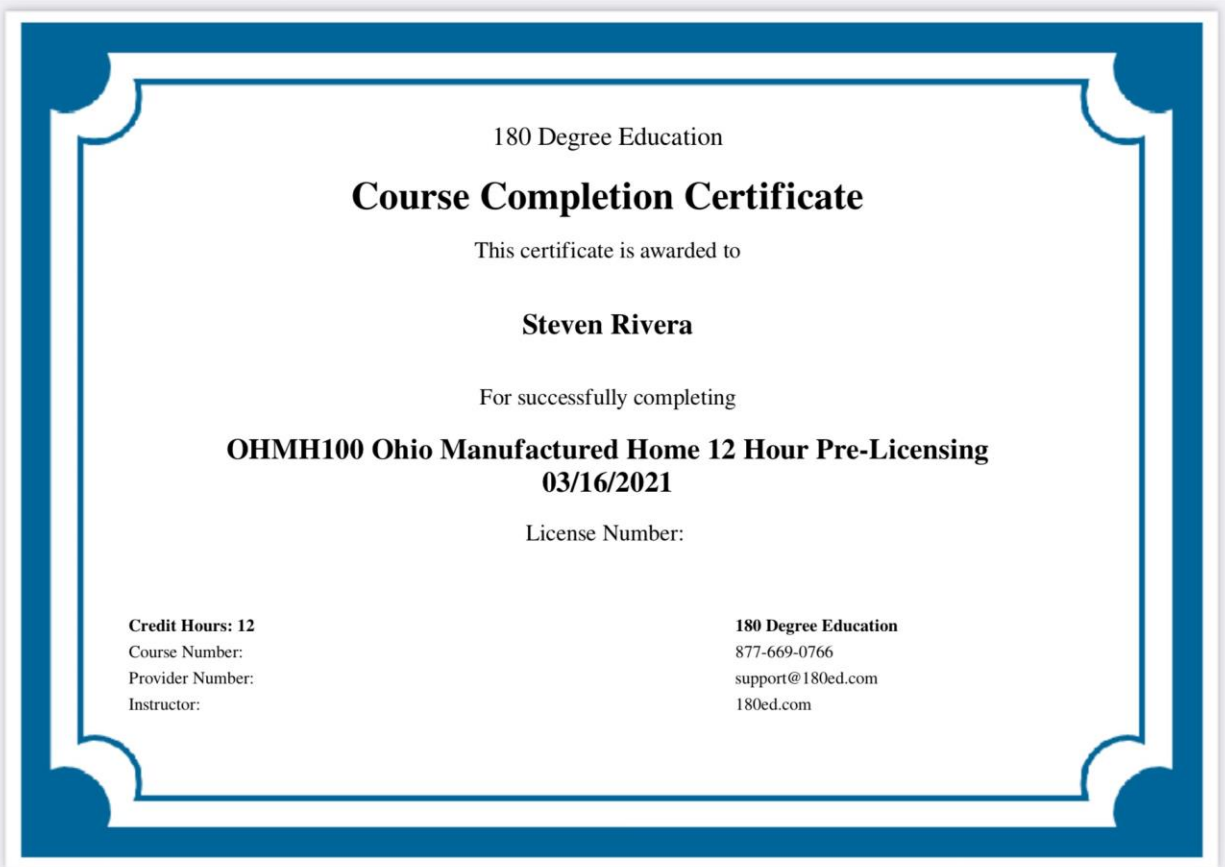 180 Degree Education
Course Completion Certificate
This certificate is awarded to
Steven Rivera
For successfully completing
OHMH100 Ohio Manufactured Home 12 Hour Pre-Licensing
03/16/2021
License Number:
Credit Hours: 12
Course Number:
Provider Number:
Instructor:
180 Degree Education
877-669-0766
support@180ed.com
180ed.com